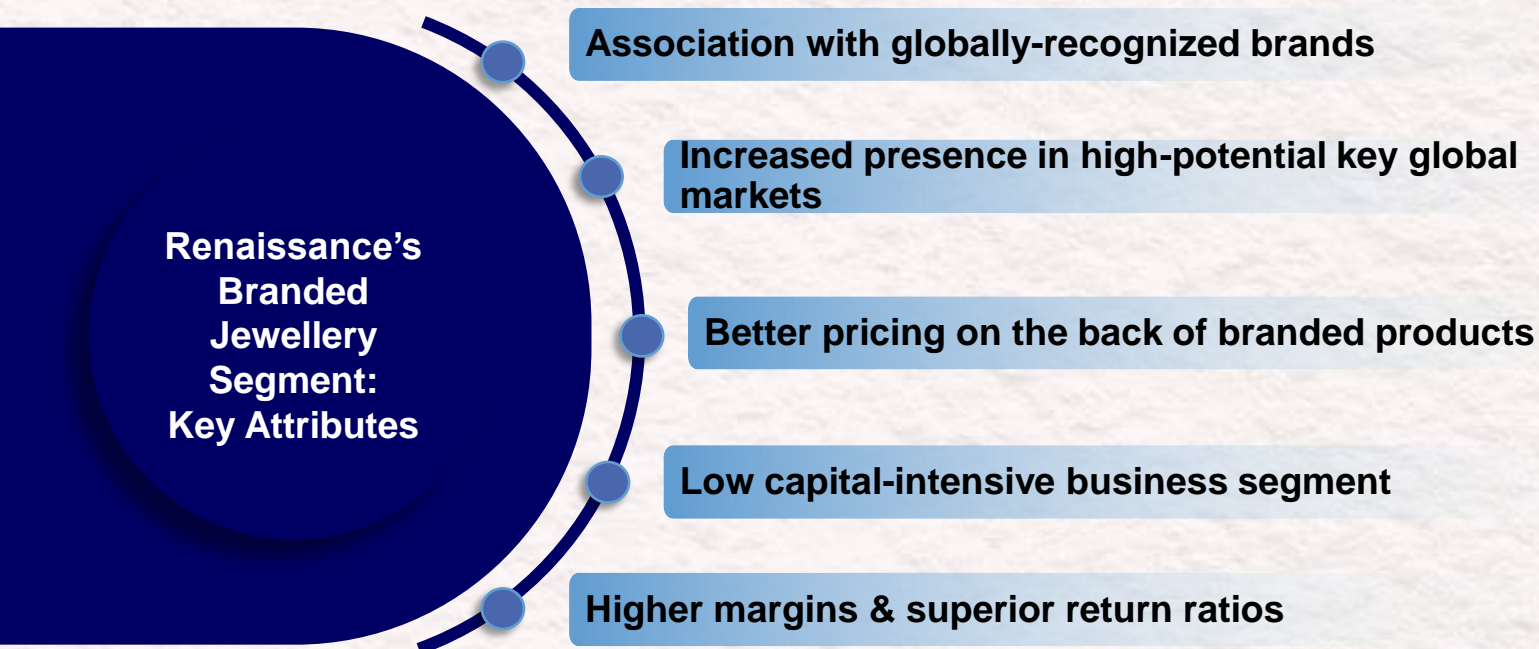 Renaissance’s
Branded
Jewellery
Segment:
Key Attributes
Association with globally-recognized brands
Increased presence in high-potential key global
markets
Better pricing on the back of branded products
Low capital-intensive business segment
Higher margins & superior return ratios